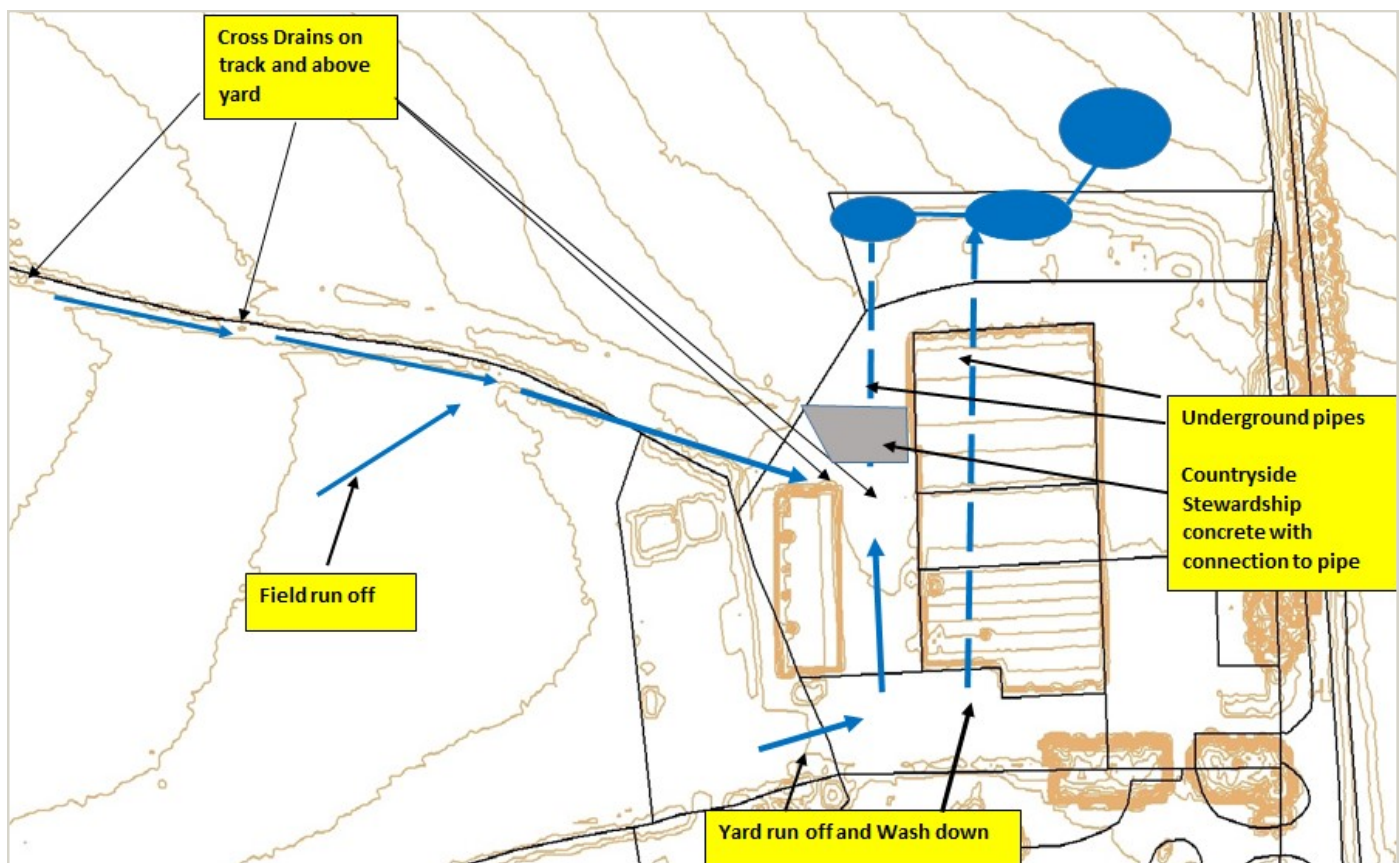 Cross Drains on
track and above
yard
Underground pipes
Countryside
Stewardship
concrete with
connection to pipe
Field run off
Yard run off and Wash down